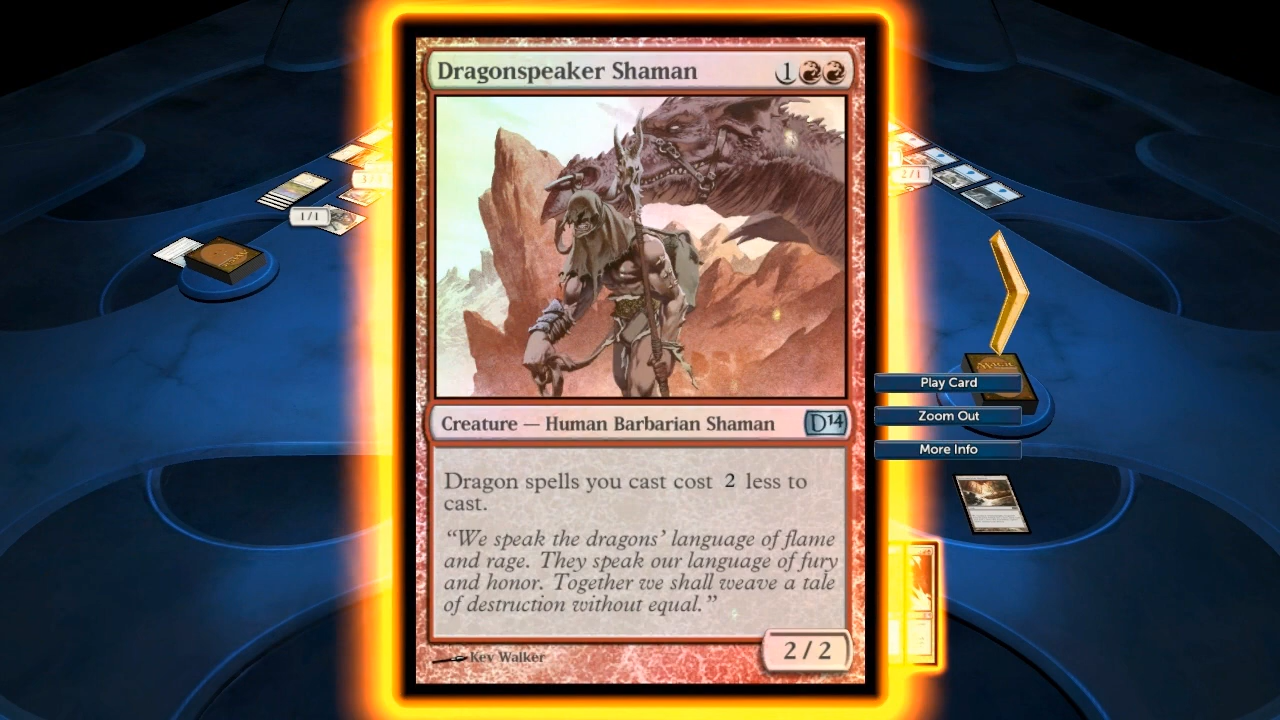 Dragonspeaker Shaman 1
Creature — Human Barbarian Shaman D14
Dragon spells you cast cost 2 less to
cast.
“We speak the dragons’ language of flame
and rage. They speak our language of fury
and honor. Together we shall weave a tale
of destruction without equal.”
2 / 2
Kev Walker
1/1
2/1
Play Card
Zoom Out
More Info